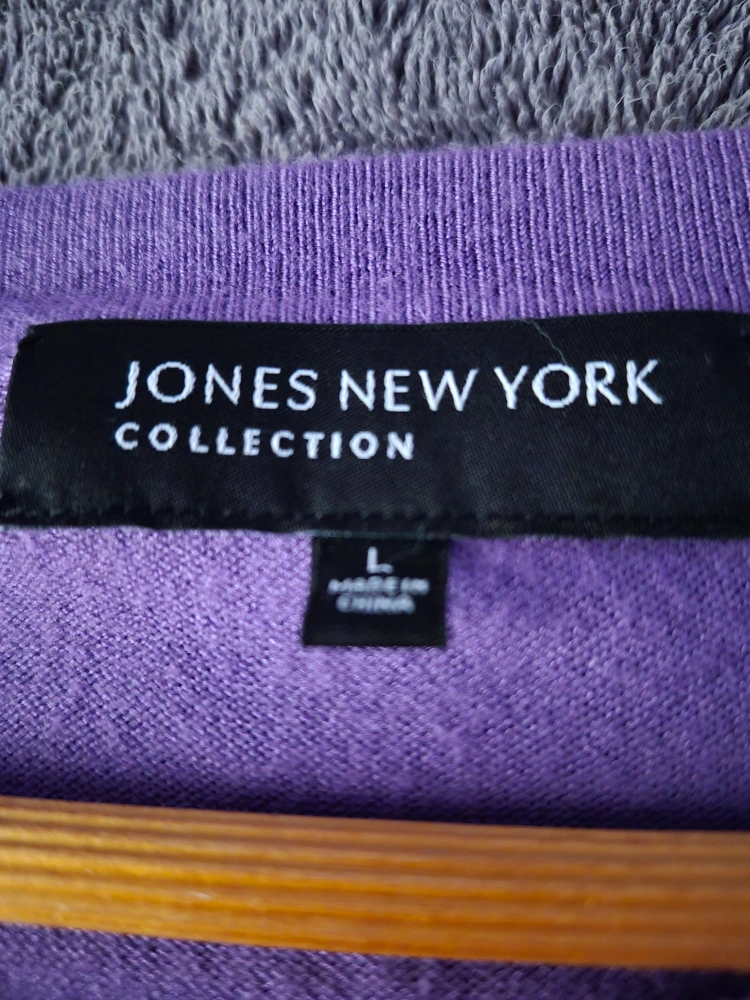 JONES NEW YORK
COLLECTION
L
MADE IN
CHINA